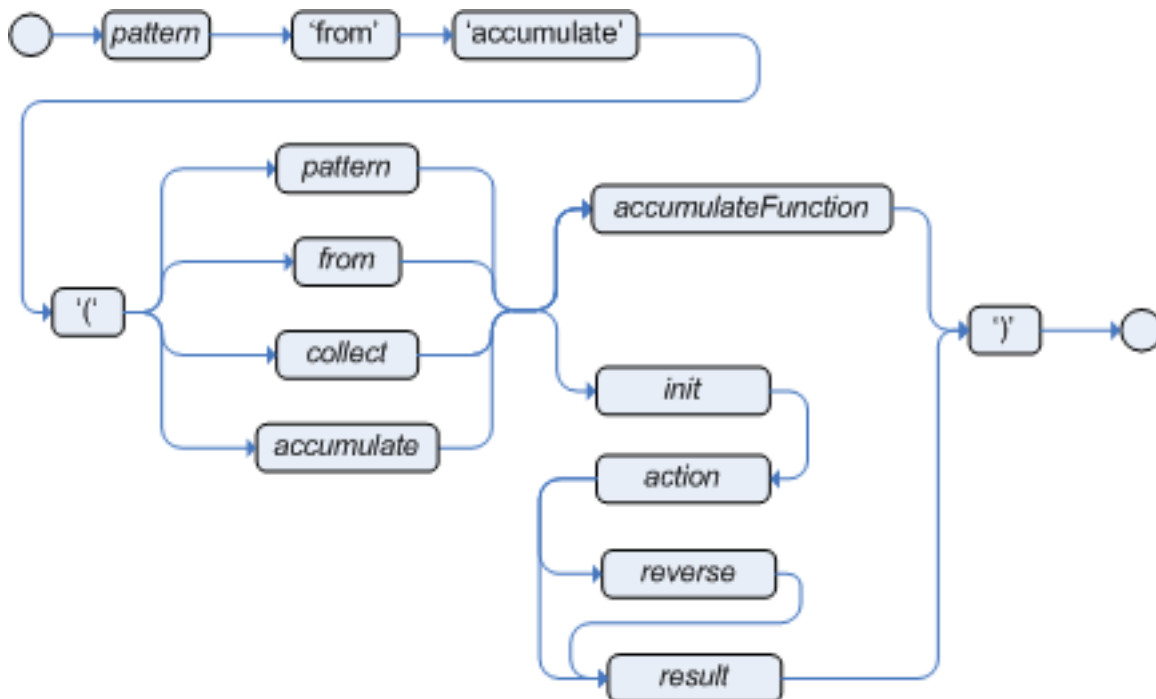 pattern
‘from’
‘accumulate’
pattern
from
‘(‘
collect
accumulate
accumulateFunction
init
action
reverse
result
‘)’